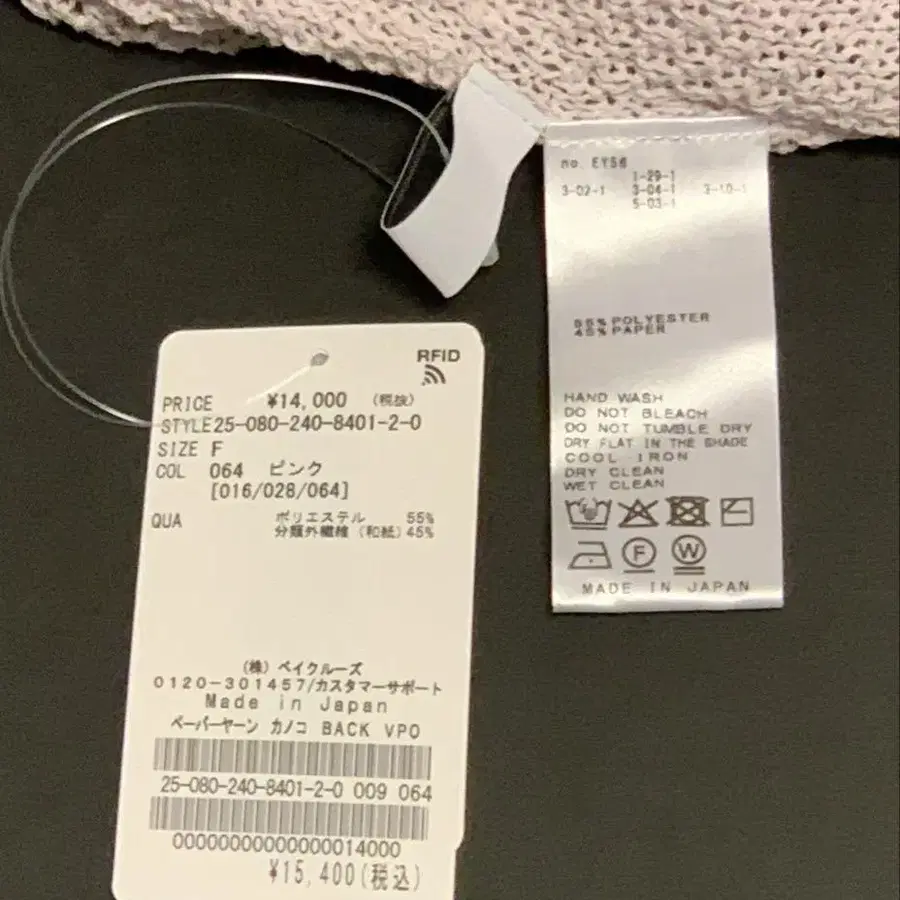 RFID
PRICE ¥14,000 (税抜)
STYLE25-080-240-8401-2-0
SIZE F
COL 064 ピンク
[016/028/064]
QUA ポリエステル 55%
分類外繊維 (和紙) 45%
(株) ベイクルーズ
0120-301457/カスタマーサポート
Made in Japan
ペーパーヤーン カノコ BACK VPO
25-080-240-8401-2-0 009 064
¥15,400(税込)
no. EY56
1-29-1
3-02-1 3-04-1 3-10-1
5-03-1
55% POLYESTER
45% PAPER
HAND WASH
DO NOT BLEACH
DO NOT TUMBLE DRY
DRY FLAT IN THE SHADE
COOL IRON
DRY CLEAN
WET CLEAN
F W
MADE IN JAPAN